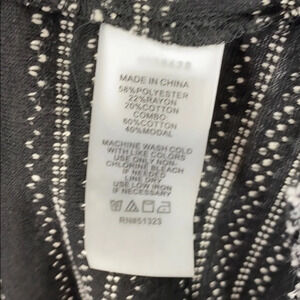 MADE IN CHINA
56%POLYESTER
22%RAYON
20%COTTON
COMBO
60%COTTON
40%MODAL
MACHINE WASH COLD
WITH LIKE COLORS
USE ONLY NON-
CHLORINE BLEACH
IF NEEDED
LINE DRY
USE LOW IRON
IF NECESSARY
RN#51323